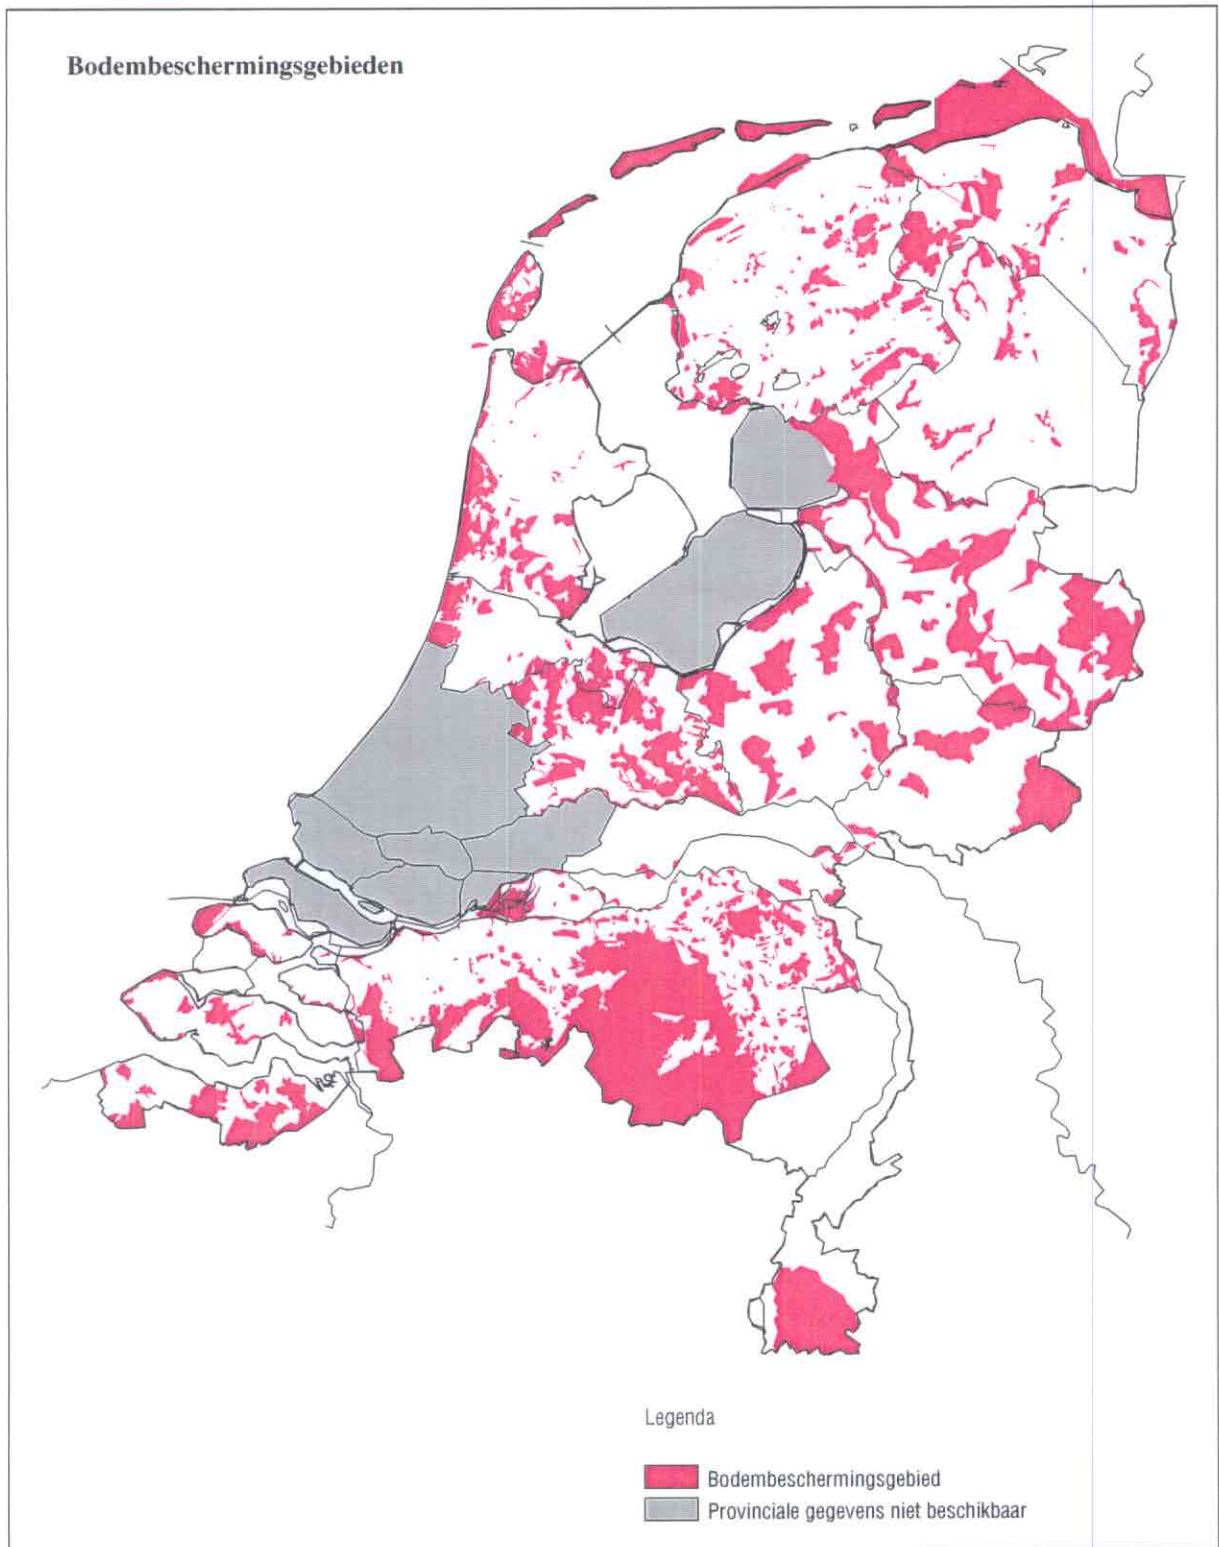 Bodembeschermingsgebieden
Legenda
Bodembeschermingsgebied
Provinciale gegevens niet beschikbaar